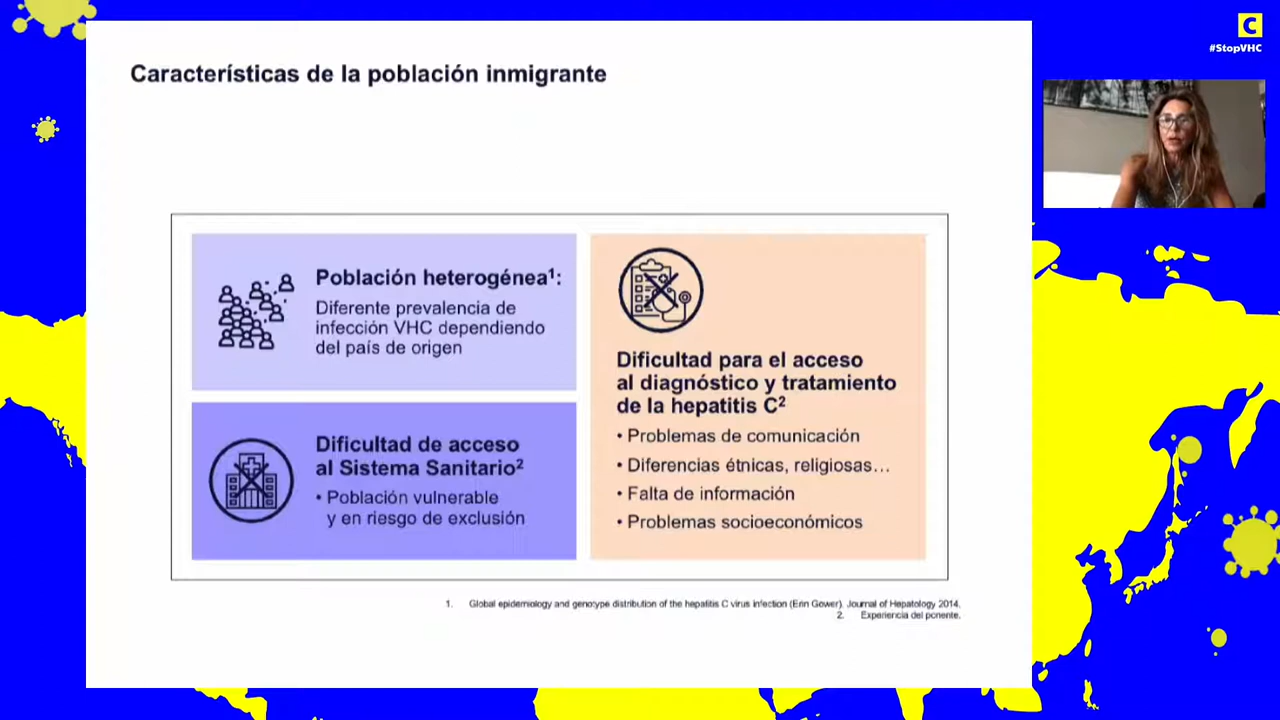 C
#StopVHC
Características de la población inmigrante
Población heterogénea¹:
Diferente prevalencia de
infección VHC dependiendo
del país de origen
Dificultad de acceso
al Sistema Sanitario²
• Población vulnerable
y en riesgo de exclusión
Dificultad para el acceso
al diagnóstico y tratamiento
de la hepatitis C²
• Problemas de comunicación
• Diferencias étnicas, religiosas…
• Falta de información
• Problemas socioeconómicos
1. Global epidemiology and genotype distribution of the hepatitis C virus infection (Erin Gower). Journal of Hepatology 2014.
2. Experiencia del ponente.